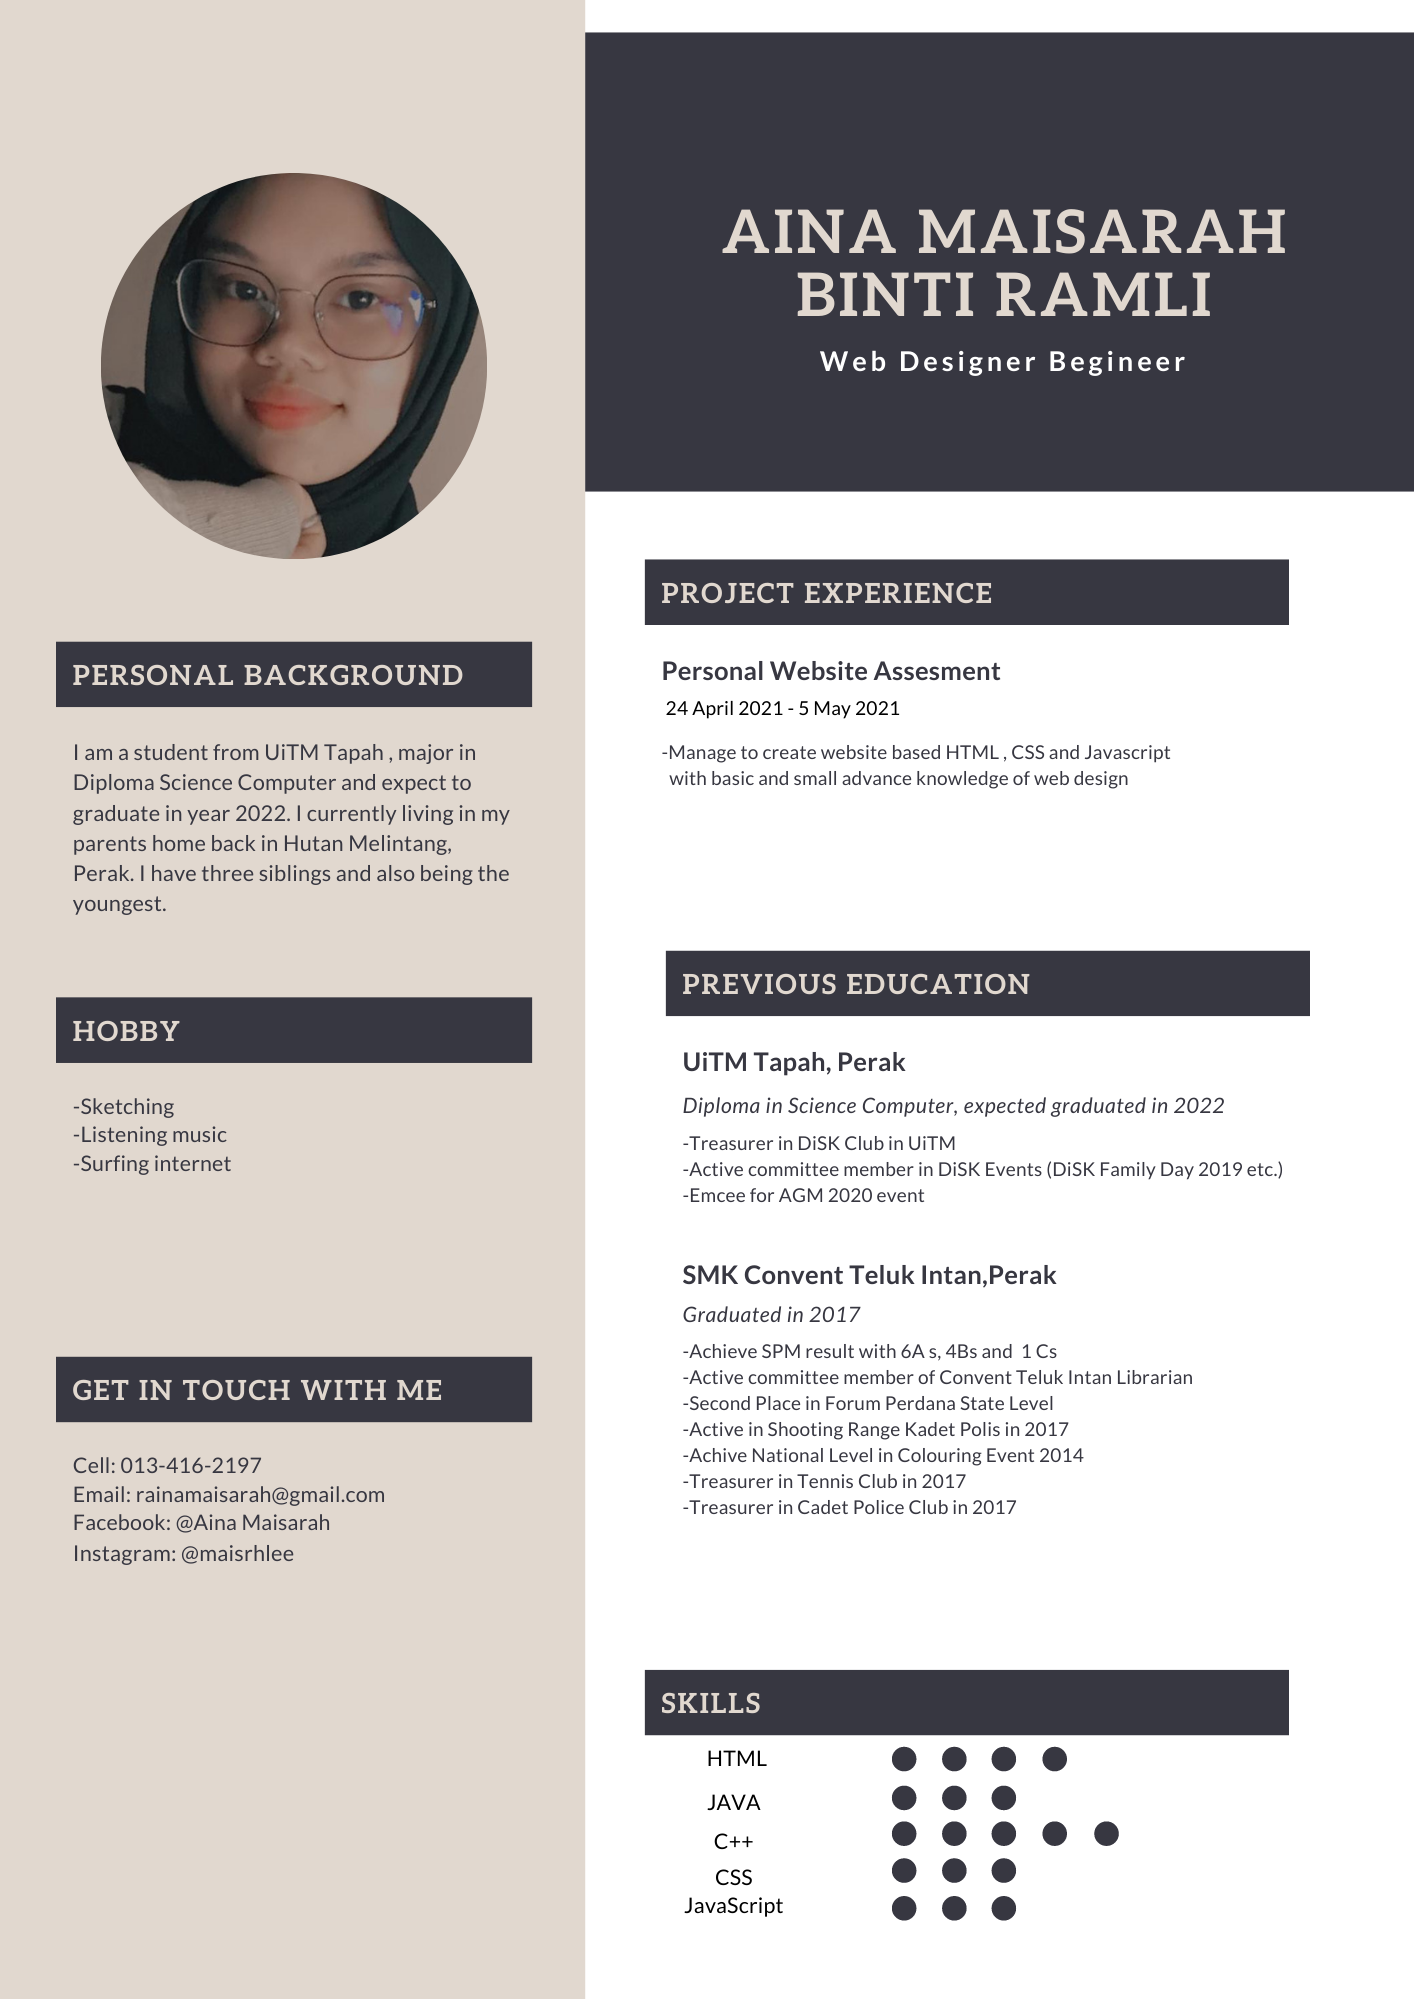 AINA MAISARAH
BINTI RAMLI
Web Designer Begineer
PERSONAL BACKGROUND
I am a student from UiTM Tapah , major in
Diploma Science Computer and expect to
graduate in year 2022. I currently living in my
parents home back in Hutan Melintang,
Perak. I have three siblings and also being the
youngest.
HOBBY
-Sketching
-Listening music
-Surfing internet
GET IN TOUCH WITH ME
Cell: 013-416-2197
Email: rainamaisarah@gmail.com
Facebook: @Aina Maisarah
Instagram: @maisrhlee
PROJECT EXPERIENCE
Personal Website Assesment
24 April 2021 - 5 May 2021
-Manage to create website based HTML , CSS and Javascript
with basic and small advance knowledge of web design
PREVIOUS EDUCATION
UiTM Tapah, Perak
Diploma in Science Computer, expected graduated in 2022
-Treasurer in DiSK Club in UiTM
-Active committee member in DiSK Events (DiSK Family Day 2019 etc.)
-Emcee for AGM 2020 event
SMK Convent Teluk Intan,Perak
Graduated in 2017
-Achieve SPM result with 6A s, 4Bs and  1 Cs
-Active committee member of Convent Teluk Intan Librarian
-Second Place in Forum Perdana State Level
-Active in Shooting Range Kadet Polis in 2017
-Achive National Level in Colouring Event 2014
-Treasurer in Tennis Club in 2017
-Treasurer in Cadet Police Club in 2017
SKILLS
HTML
JAVA
C++
CSS
JavaScript